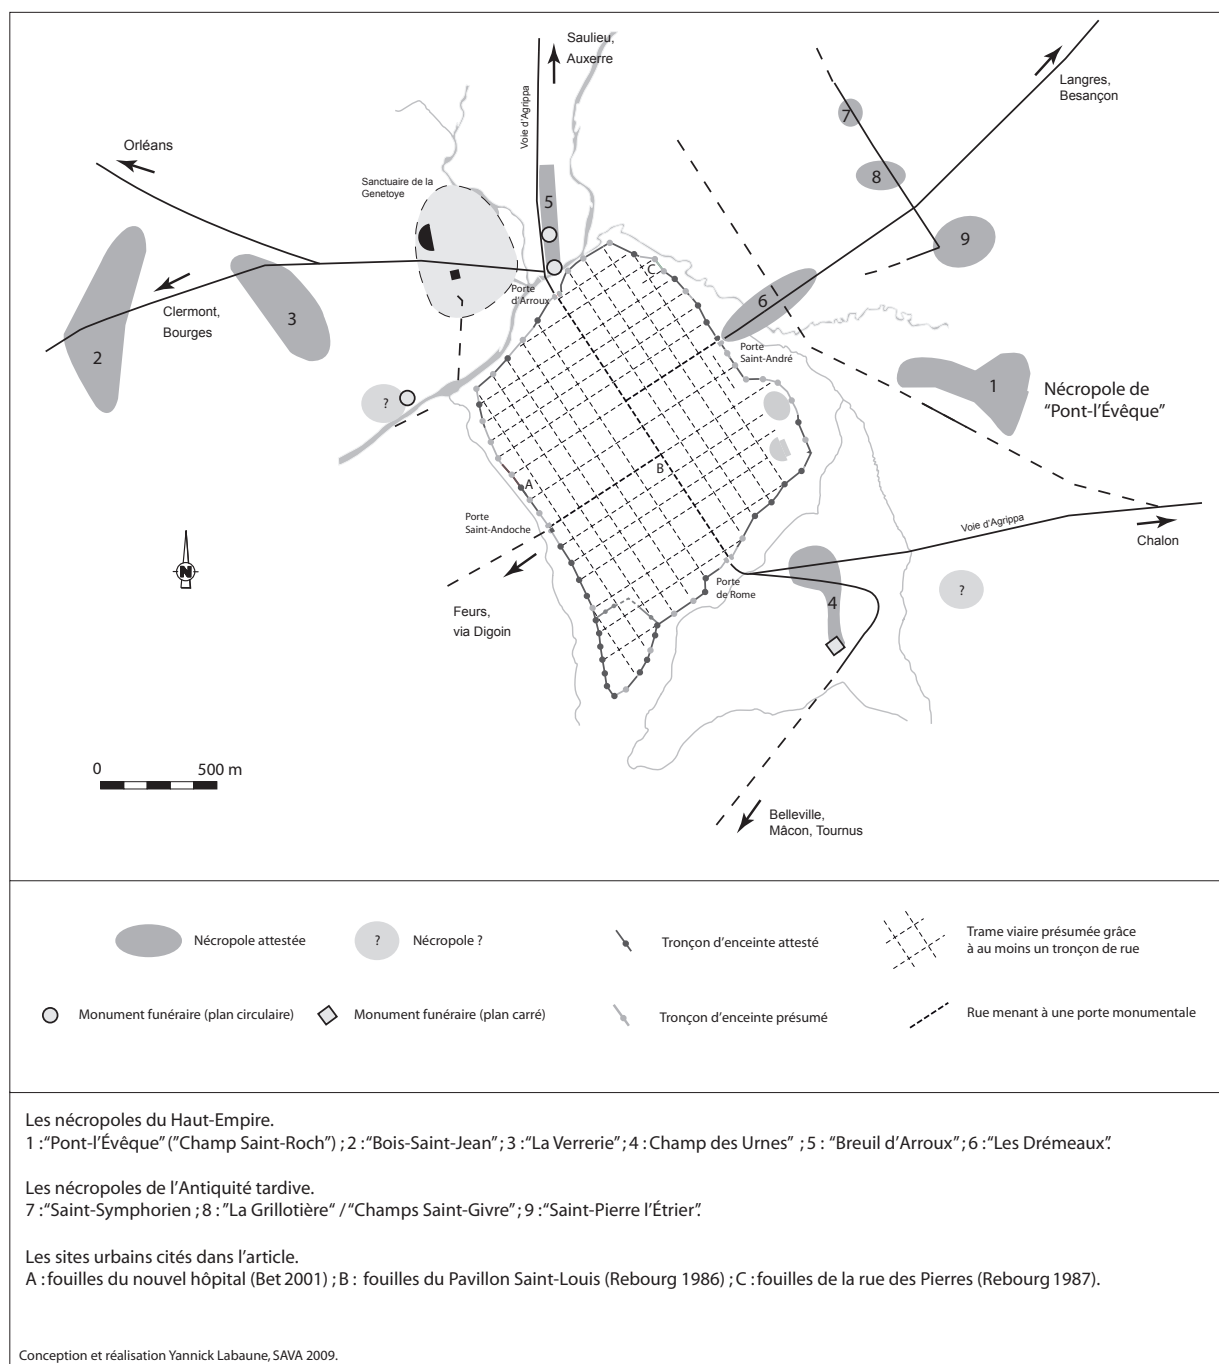 Saulieu,
Auxerre
Voie d'Agrippa
Langres,
Besançon
7
Orléans
8
Sanctuaire de la
Genetoye
5
9
C
6
Porte
d'Arroux
Clermont,
Bourges
3
2
Porte
Saint-André
1
Nécropole de
“Pont-l’Évêque”
?
B
A
Porte
Saint-Andoche
Voie d'Agrippa
Chalon
N
Porte
de Rome
?
4
Feurs,
via Digoin
0 500 m
Belleville,
Mâcon, Tournus
Nécropole attestée
? Nécropole ?
Tronçon d’enceinte attesté
Trame viaire présumée grâce
à au moins un tronçon de rue
Monument funéraire (plan circulaire)
Monument funéraire (plan carré)
Tronçon d’enceinte présumé
Rue menant à une porte monumentale
Les nécropoles du Haut-Empire.
1 :“Pont-l’Évêque” (”Champ Saint-Roch”) ; 2 :“Bois-Saint-Jean” ; 3 :“La Verrerie” ; 4 : Champ des Urnes” ; 5 : “Breuil d’Arroux” ; 6 :“Les Drémeaux”.
Les nécropoles de l’Antiquité tardive.
7 :“Saint-Symphorien ; 8 : ”La Grillotière“ / “Champs Saint-Givre” ; 9 :“Saint-Pierre l’Étrier”.
Les sites urbains cités dans l’article.
A : fouilles du nouvel hôpital (Bet 2001) ; B : fouilles du Pavillon Saint-Louis (Rebourg 1986) ; C : fouilles de la rue des Pierres (Rebourg 1987).
Conception et réalisation Yannick Labaune, SAVA 2009.